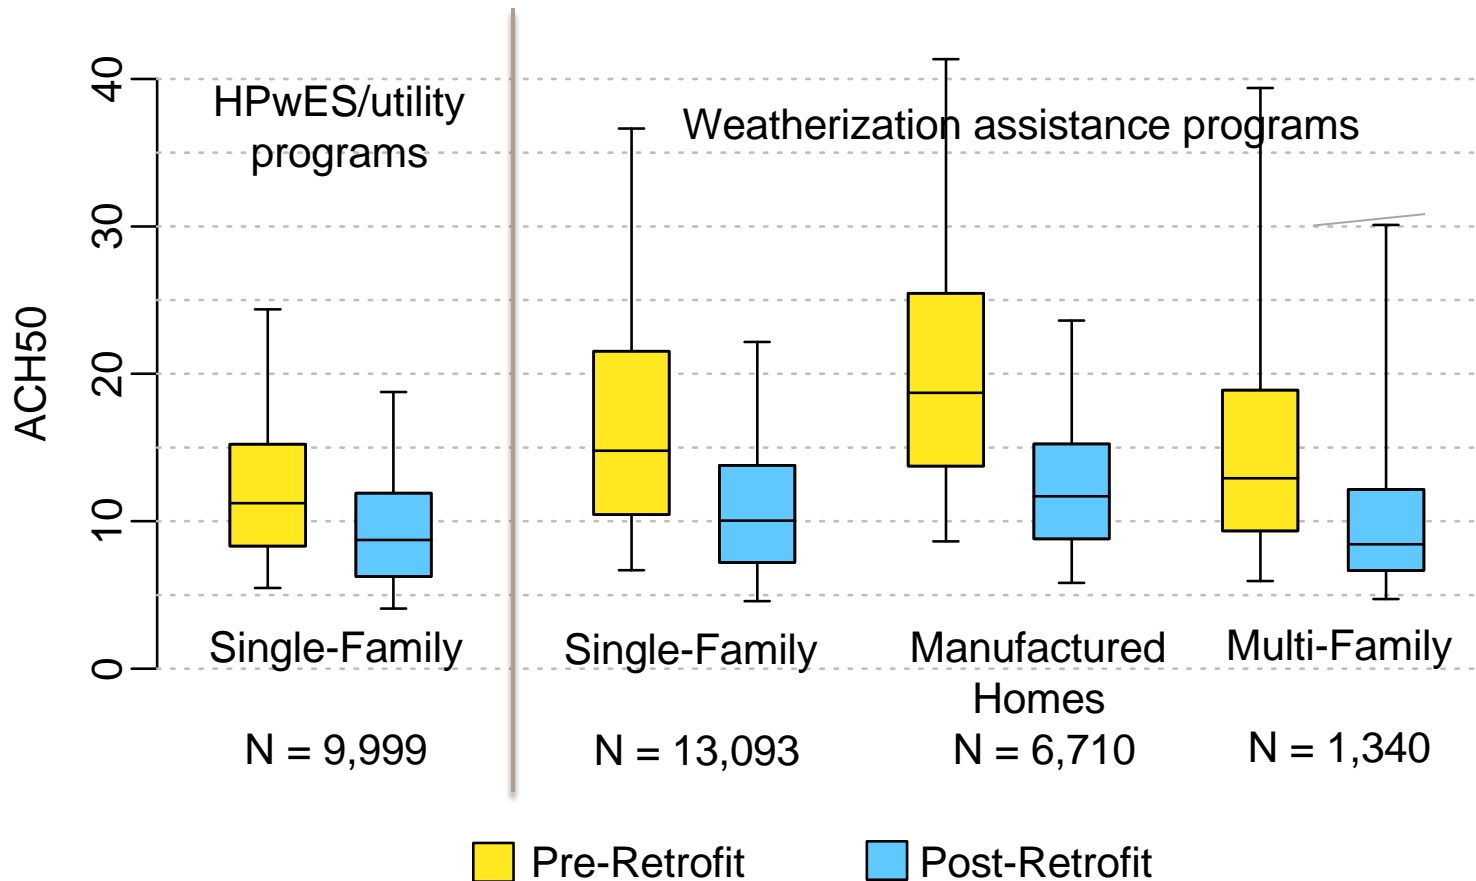 HPwES/utility
programs
Weatherization assistance programs
ACH50
40
30
20
10
0
Single-Family
Single-Family
Manufactured
Homes
Multi-Family
N = 9,999
N = 13,093
N = 6,710
N = 1,340
Pre-Retrofit
Post-Retrofit